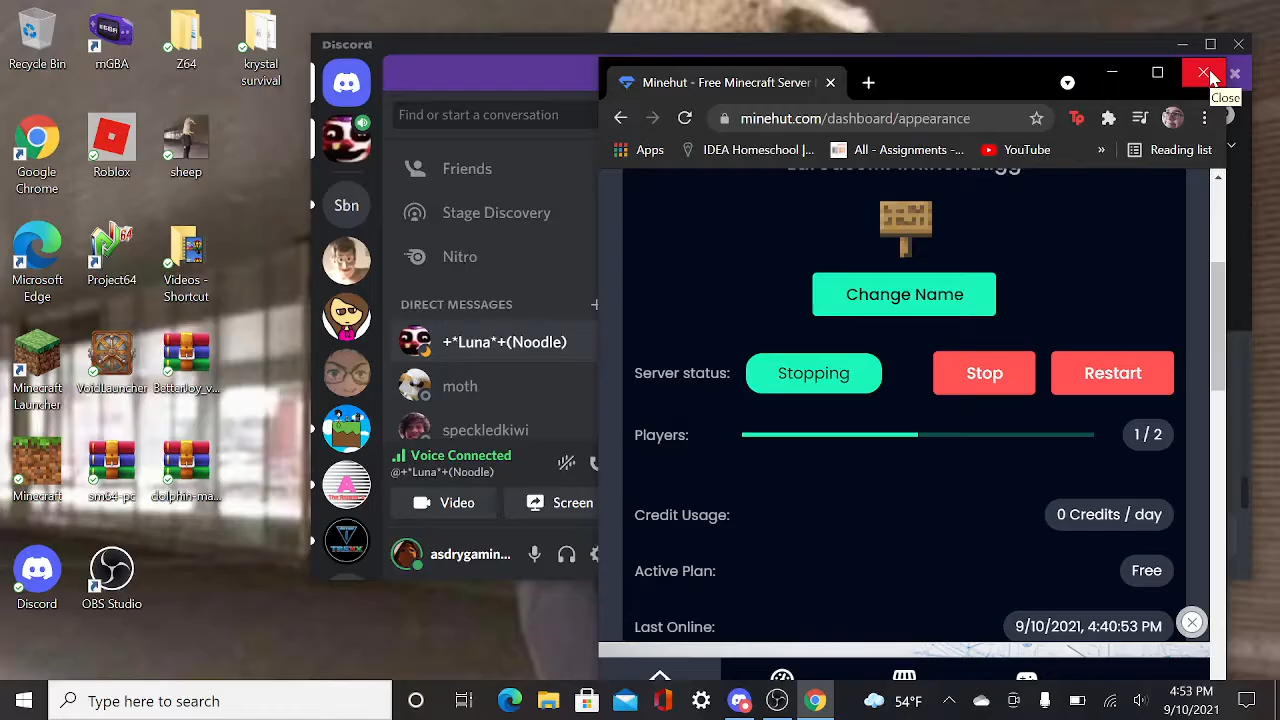 Recycle Bin
mGBA
Z64
krystal
survival
Google
Chrome
Roblox
sheep
Microsoft
Edge
Project64
Videos -
Shortcut
Minecraft
Launcher
VoidLauncher
BetterJoy_v...
Minecraft
sm64-pc
dolphin-ma...
Discord
OBS Studio
Discord
Sbn
Find or start a conversation
Friends
Stage Discovery
Nitro
DIRECT MESSAGES
+*Luna*+(Noodle)
moth
speckledkiwi
Voice Connected
@+*Luna*+(Noodle)
Video
Screen
asdrygamin...
Minehut - Free Minecraft Server
Close
minehut.com/dashboard/appearance
Apps
IDEA Homeschool |...
All - Assignments -...
YouTube
»
Reading list
Change Name
Server status:
Stopping
Stop
Restart
Players:
1 / 2
Credit Usage:
0 Credits / day
Active Plan:
Free
Last Online:
9/10/2021, 4:40:53 PM
Type here to search
54°F
4:53 PM
9/10/2021